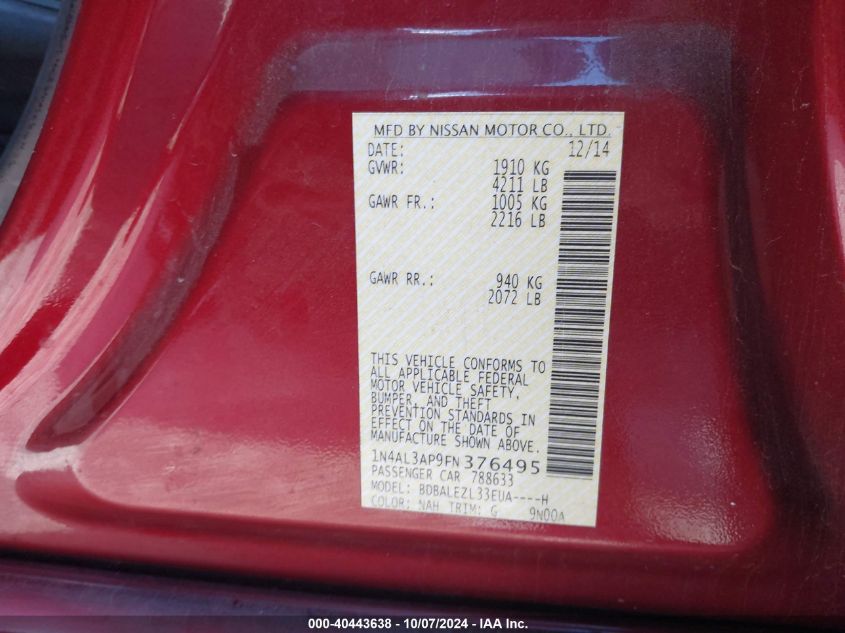 MFD BY NISSAN MOTOR CO., LTD.
DATE: 12/14
GVWR: 1910 KG
4211 LB
GAWR FR.: 1005 KG
2216 LB
GAWR RR.: 940 KG
2072 LB
THIS VEHICLE CONFORMS TO
ALL APPLICABLE FEDERAL
MOTOR VEHICLE SAFETY,
BUMPER, AND THEFT
PREVENTION STANDARDS IN
EFFECT ON THE DATE OF
MANUFACTURE SHOWN ABOVE.
1N4AL3AP9FN376495
PASSENGER CAR 788633
MODEL: BDBALEZL33EUA----H
COLOR: NAH TRIM: G 9N00A
000-40443638 - 10/07/2024 - IAA Inc.